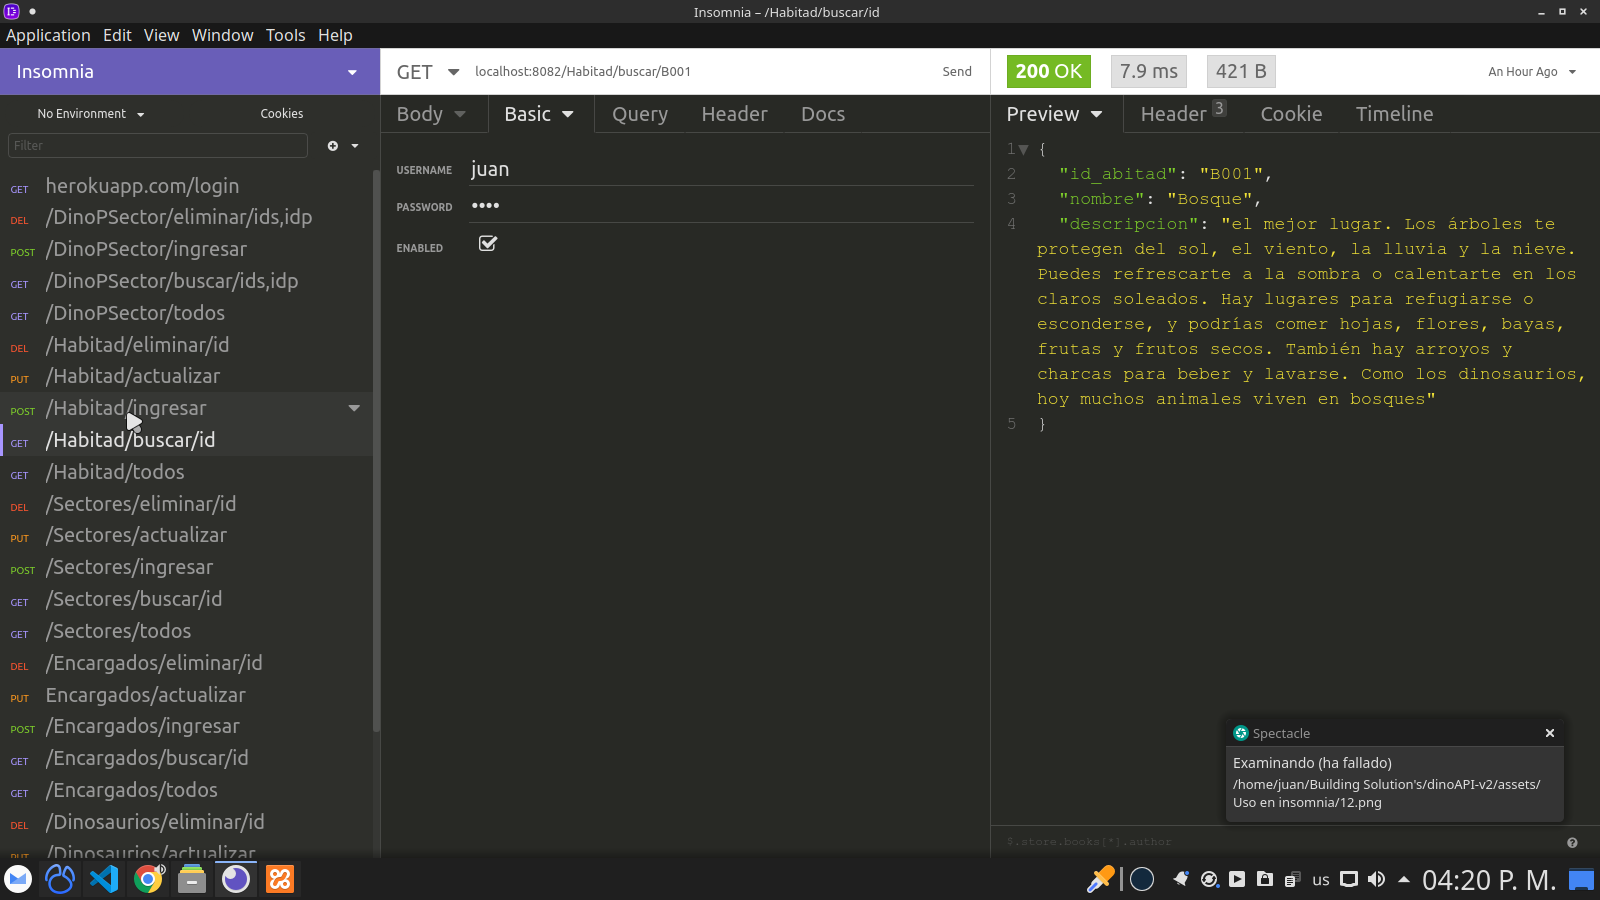 Insomnia – /Habitad/buscar/id
Application Edit View Window Tools Help
Insomnia
GET localhost:8082/Habitad/buscar/B001 Send
200 OK 7.9 ms 421 B An Hour Ago
No Environment Cookies
Filter
Body Basic Query Header Docs
Preview Header 3 Cookie Timeline
USERNAME juan
PASSWORD ••••
ENABLED
GET herokuapp.com/login
DEL /DinoPSector/eliminar/ids,idp
POST /DinoPSector/ingresar
GET /DinoPSector/buscar/ids,idp
GET /DinoPSector/todos
DEL /Habitad/eliminar/id
PUT /Habitad/actualizar
POST /Habitad/ingresar
GET /Habitad/buscar/id
GET /Habitad/todos
DEL /Sectores/eliminar/id
PUT /Sectores/actualizar
POST /Sectores/ingresar
GET /Sectores/buscar/id
GET /Sectores/todos
DEL /Encargados/eliminar/id
PUT Encargados/actualizar
POST /Encargados/ingresar
GET /Encargados/buscar/id
GET /Encargados/todos
DEL /Dinosaurios/eliminar/id
PUT /Dinosaurios/actualizar
1 {
2 "id_abitad": "B001",
3 "nombre": "Bosque",
4 "descripcion": "el mejor lugar. Los árboles te
protegen del sol, el viento, la lluvia y la nieve.
Puedes refrescarte a la sombra o calentarte en los
claros soleados. Hay lugares para refugiarse o
esconderse, y podrías comer hojas, flores, bayas,
frutas y frutos secos. También hay arroyos y
charcas para beber y lavarse. Como los dinosaurios,
hoy muchos animales viven en bosques"
5 }
Spectacle
Examinando (ha fallado)
/home/juan/Building Solution's/dinoAPI-v2/assets/
Uso en insomnia/12.png
$.store.books[*].author
us 04:20 P. M.